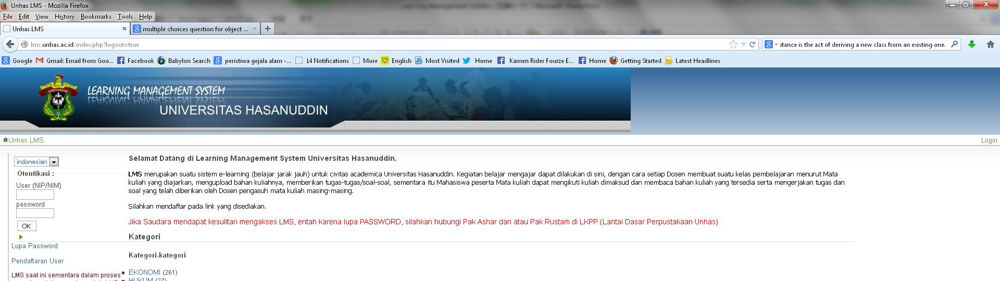 Unhas LMS - Mozilla Firefox
File Edit View History Bookmarks Tools Help
Unhas LMS
multiple choices question for object ...
lms.unhas.ac.id/index.php?logout=true
itance is the act of deriving a new class from an existing one.
Google Gmail: Email from Goo... Facebook Babylon Search peristiwa gejala alam -... 14 Notifications More English Most Visited Home Kamen Rider Fourze E... Home Getting Started Latest Headlines
LEARNING MANAGEMENT SYSTEM
UNIVERSITAS HASANUDDIN
Unhas LMS
Login
indonesian
Otentikasi :
User (NIP/NIM)
password
OK
Lupa Password
Pendaftaran User
LMS saat ini sementara dalam proses
Selamat Datang di Learning Management System Universitas Hasanuddin.
LMS merupakan suatu sistem e-learning (belajar jarak jauh) untuk civitas academica Universitas Hasanuddin. Kegiatan belajar mengajar dapat dilakukan di sini, dengan cara setiap Dosen membuat suatu kelas pembelajaran menurut Mata
kuliah yang diajarkan, mengupload bahan kuliahnya, memberikan tugas-tugas/soal-soal, sementara itu Mahasiswa peserta Mata kuliah dapat mengikuti kuliah dimaksud dan membaca bahan kuliah yang tersedia serta mengerjakan tugas dan
soal yang telah diberikan oleh Dosen pengasuh mata kuliah masing-masing.
Silahkan mendaftar pada link yang disediakan.
Jika Saudara mendapat kesulitan mengakses LMS, entah karena lupa PASSWORD, silahkan hubungi Pak Ashar dan atau Pak Rustam di LKPP (Lantai Dasar Perpustakaan Unhas)
Kategori
Kategori-kategori
EKONOMI (261)
HUKUM (27)